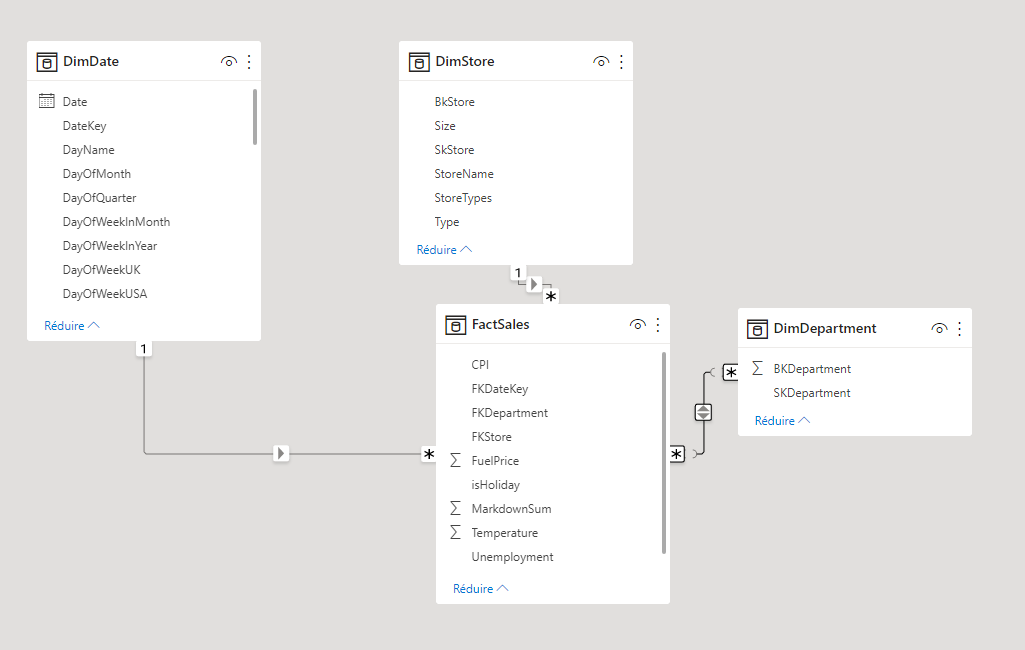 DimDate
Date
DateKey
DayName
DayOfMonth
DayOfQuarter
DayOfWeekInMonth
DayOfWeekInYear
DayOfWeekUK
DayOfWeekUSA
Réduire
1
DimStore
BkStore
Size
SkStore
StoreName
StoreTypes
Type
Réduire
1
*
FactSales
CPI
FKDateKey
FKDepartment
FKStore
Σ FuelPrice
isHoliday
Σ MarkdownSum
Σ Temperature
Unemployment
Réduire
*
*
*
DimDepartment
Σ BKDepartment
SKDepartment
Réduire